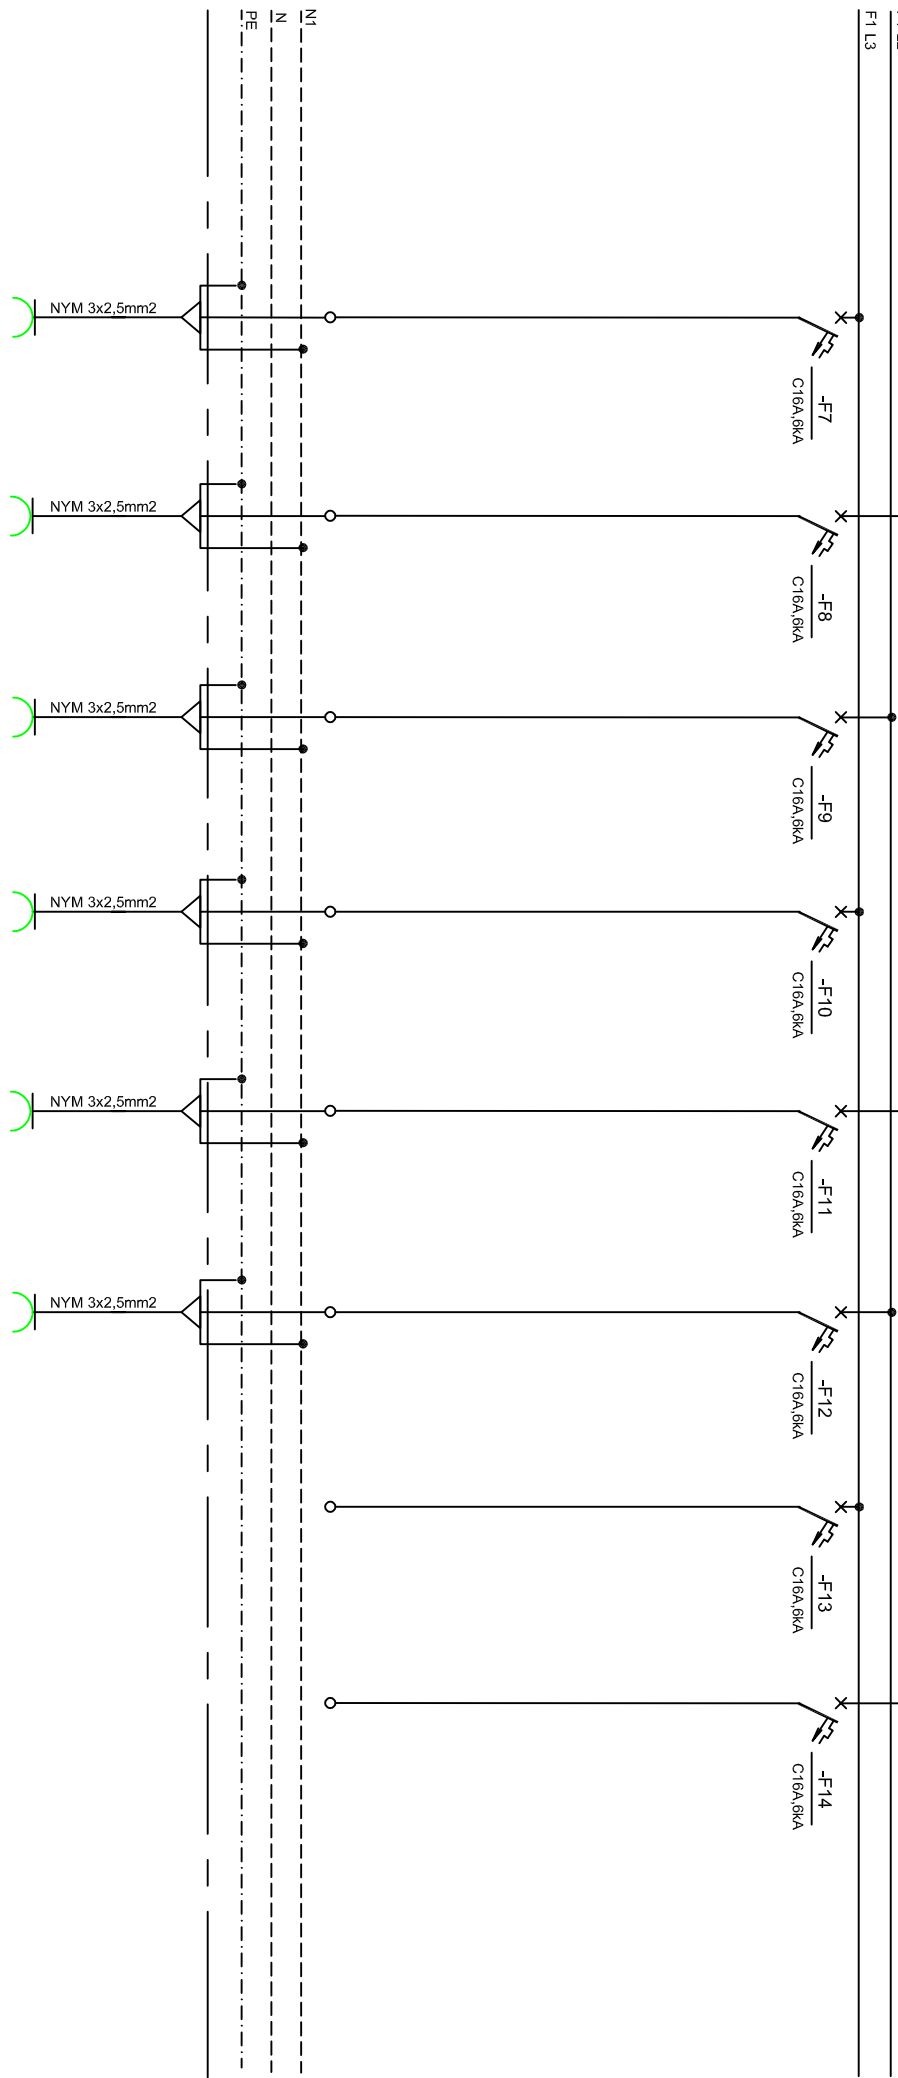 F1 L3
N1
N
PE
NYM 3x2,5mm2
-F7
C16A,6kA
NYM 3x2,5mm2
-F8
C16A,6kA
NYM 3x2,5mm2
-F9
C16A,6kA
NYM 3x2,5mm2
-F10
C16A,6kA
NYM 3x2,5mm2
-F11
C16A,6kA
NYM 3x2,5mm2
-F12
C16A,6kA
-F13
C16A,6kA
-F14
C16A,6kA